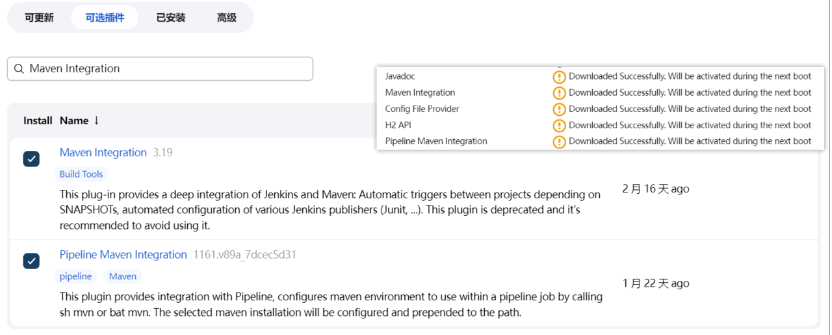 可更新 可选插件 已安装 高级
Maven Integration
Javadoc Downloaded Successfully. Will be activated during the next boot
Maven Integration Downloaded Successfully. Will be activated during the next boot
Config File Provider Downloaded Successfully. Will be activated during the next boot
H2 API Downloaded Successfully. Will be activated during the next boot
Pipeline Maven Integration Downloaded Successfully. Will be activated during the next boot
Install Name ↓
Maven Integration 3.19
Build Tools
This plug-in provides a deep integration of Jenkins and Maven: Automatic triggers between projects depending on
SNAPSHOTs, automated configuration of various Jenkins publishers (Junit, ...). This plugin is deprecated and it's
recommended to avoid using it.
2 月 16 天 ago
Pipeline Maven Integration 1161.v89a_7dcec5d31
pipeline Maven
This plugin provides integration with Pipeline, configures maven environment to use within a pipeline job by calling
sh mvn or bat mvn. The selected maven installation will be configured and prepended to the path.
1 月 22 天 ago